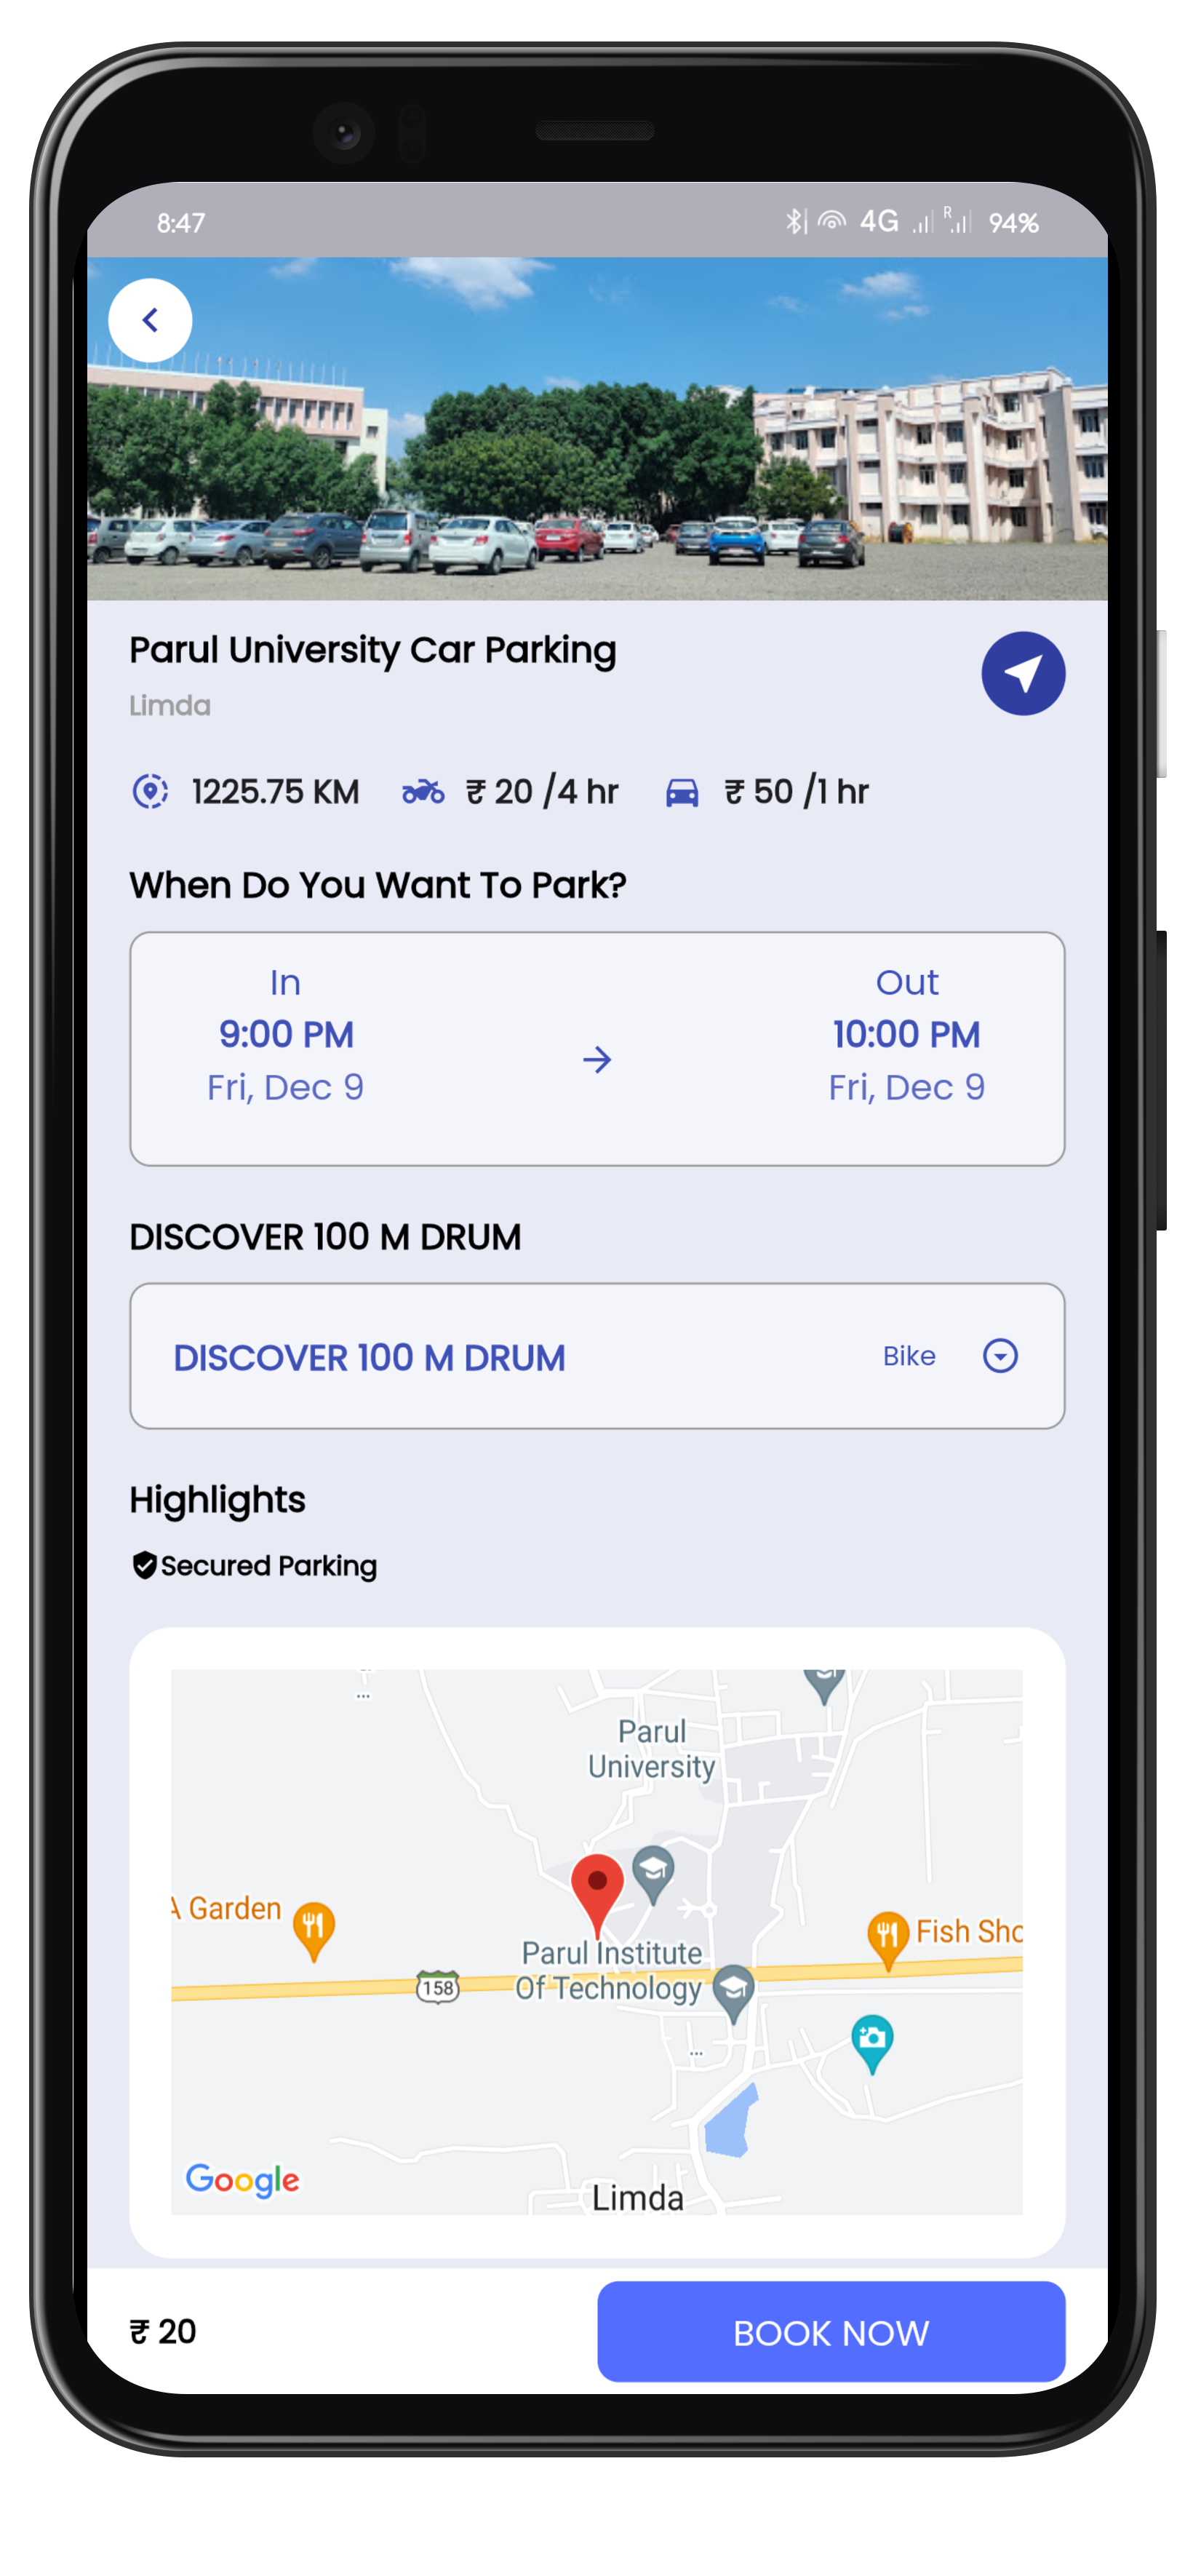 8:47 4G R 94%
Parul University Car Parking
Limda
1225.75 KM ₹ 20 /4 hr ₹ 50 /1 hr
When Do You Want To Park?
In Out
9:00 PM 10:00 PM
Fri, Dec 9 Fri, Dec 9
DISCOVER 100 M DRUM
DISCOVER 100 M DRUM Bike
Highlights
Secured Parking
...
Parul
University
A Garden
Fish Sho
Parul Institute
Of Technology
158
...
Google
Limda
₹ 20 BOOK NOW